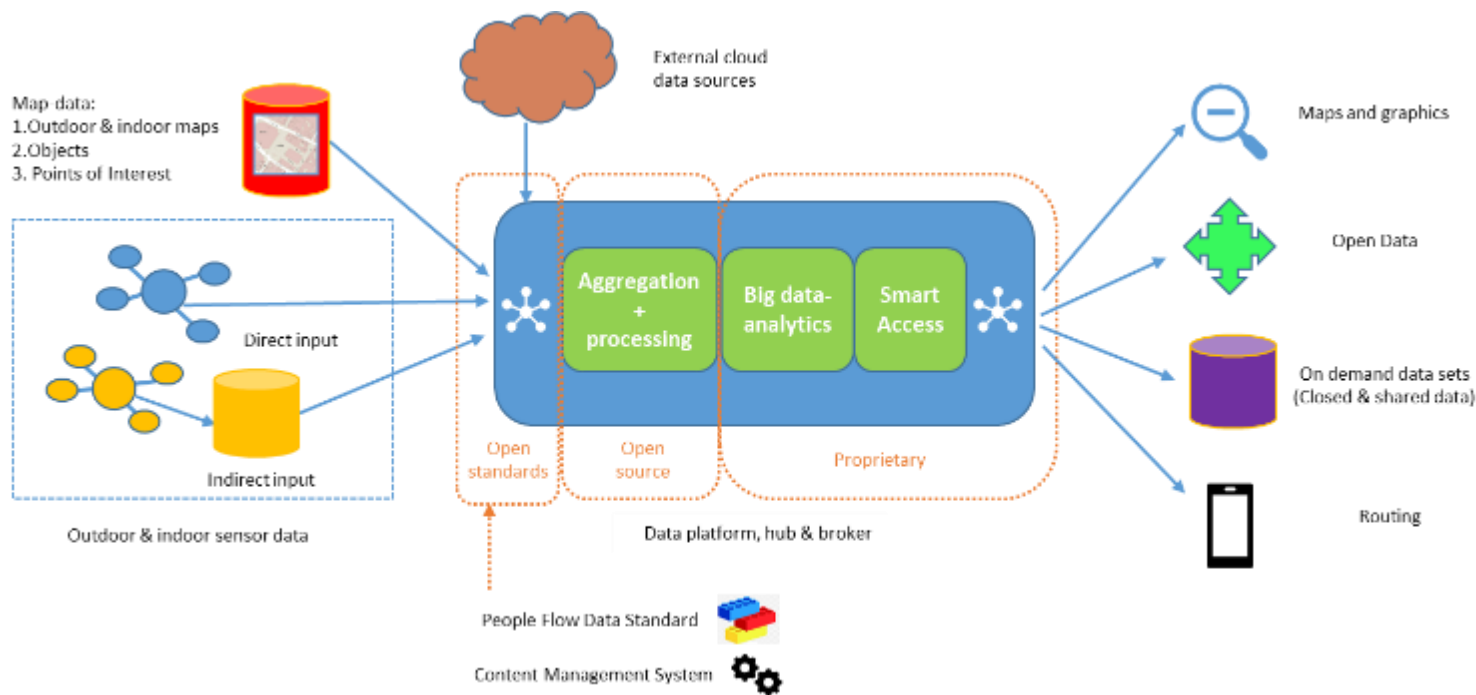 External cloud
data sources
Map-data:
1.Outdoor & indoor maps
2.Objects
3. Points of Interest
Maps and graphics
Open Data
Aggregation
+
processing
Big data-
analytics
Smart
Access
Direct input
Indirect input
On demand data sets
(Closed & shared data)
Open
standards
Open
source
Proprietary
Outdoor & indoor sensor data
Data platform, hub & broker
Routing
People Flow Data Standard
Content Management System